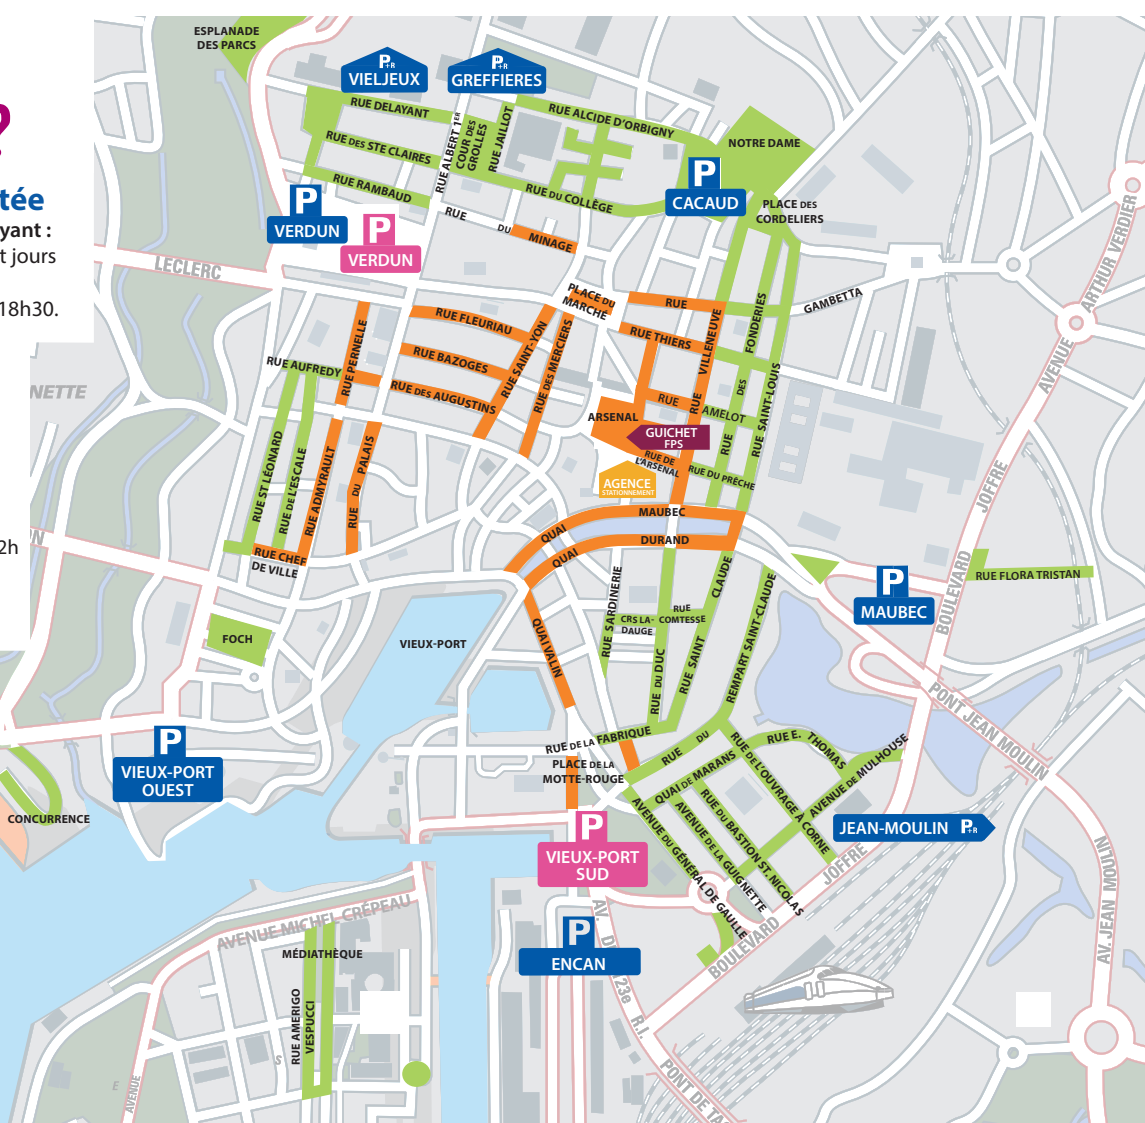 ESPLANADE
DES PARCS
?
tée
yant :
t jours
18h30.
2h
P+R
VIELJEUX
P+R
GREFFIERES
RUE DELAYANT
RUE DES STE CLAIRES
RUE RAMBAUD
RUE ALBERT 1ER
COUR DES
GROLLES
RUE JAILLOT
RUE ALCIDE D'ORBIGNY
RUE DU COLLÈGE
NOTRE DAME
P
CACAUD
PLACE DES
CORDELIERS
P
VERDUN
P
VERDUN
RUE
DU
MINAGE
LECLERC
GAMBETTA
AVENUE
ARTHUR VERDIER
PLACE DU
MARCHÉ
RUE
VILLENEUVE
RUE
RUE THIERS
RUE FLEURIAU
RUE BAZOGES
RUE DES AUGUSTINS
RUE SAINT-YON
RUE DES MERCIERS
RUE PERNELLE
RUE AUFREDY
RUE
DES
FONDERIES
RUE SAINT-LOUIS
RUE
AMELOT
ARSENAL
GUICHET
FPS
RUE DE
L'ARSENAL
RUE DU PRÊCHE
AGENCE
STATIONNEMENT
NETTE
RUE ST LÉONARD
RUE DE L'ESCALE
RUE ADMYRAULT
RUE DU PALAIS
RUE CHEF
DE VILLE
QUAI
MAUBEC
QUAI
DURAND
BOULEVARD
JOFFRE
RUE FLORA TRISTAN
P
MAUBEC
QUAI VALIN
RUE SARDINERIE
CRS LA-
DAUGE
RUE
COMTESSE
RUE DU DUC
RUE SAINT
CLAUDE
REMPART SAINT-CLAUDE
FOCH
VIEUX-PORT
PONT JEAN MOULIN
P
VIEUX-PORT
OUEST
CONCURRENCE
RUE DE LA FABRIQUE
PLACE DE LA
MOTTE-ROUGE
RUE
DU
RUE DE L'OUVRAGE À CORNE
RUE E.
THOMAS
AVENUE DE MULHOUSE
QUAI DE MARANS
RUE DU BASTION ST. NICOLAS
AVENUE DE LA GUIGNETTE
AVENUE DU GÉNÉRAL DE GAULLE
JEAN-MOULIN P+R
P
VIEUX-PORT
SUD
BOULEVARD
JOFFRE
AV. JEAN MOULIN
P
ENCAN
AVENUE MICHEL CRÉPEAU
MÉDIATHÈQUE
RUE AMERIGO
VESPUCCI
AVENUE
AV. D
123e
R.I.
PONT DE TA